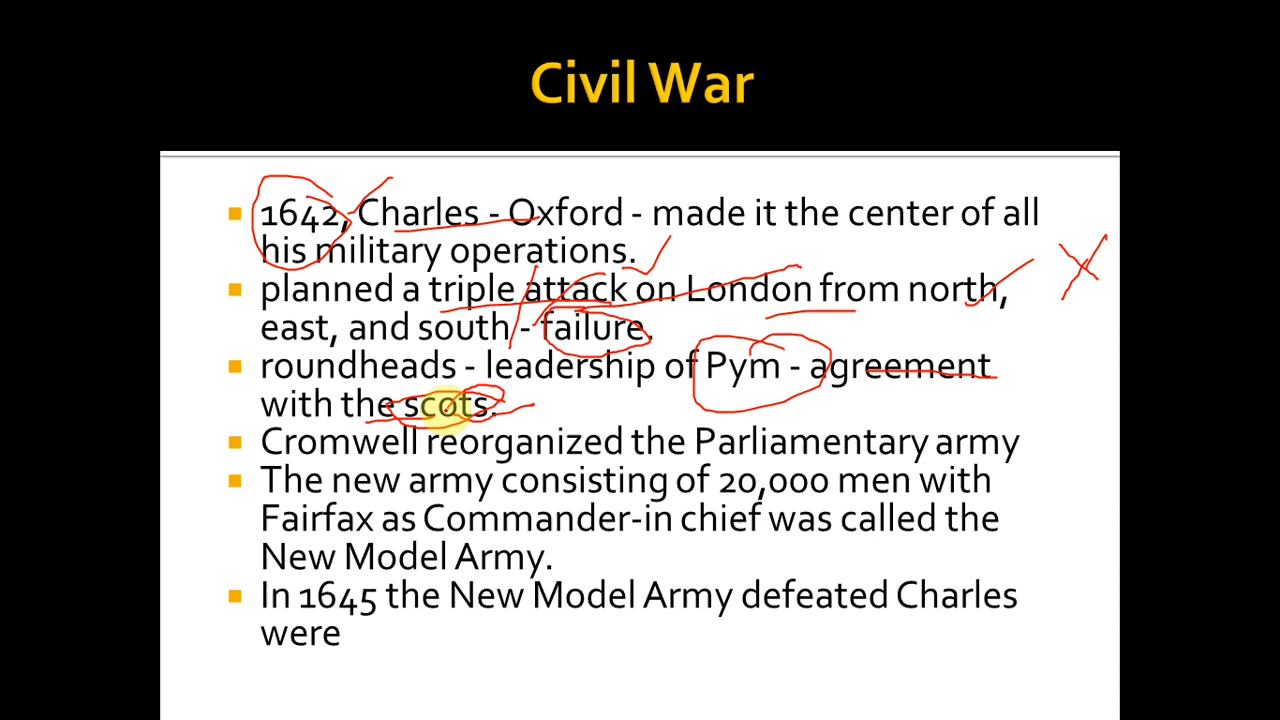 Civil War
1642, Charles - Oxford - made it the center of all
his military operations.
planned a triple attack on London from north,
east, and south - failure.
roundheads - leadership of Pym - agreement
with the scots.
Cromwell reorganized the Parliamentary army
The new army consisting of 20,000 men with
Fairfax as Commander-in chief was called the
New Model Army.
In 1645 the New Model Army defeated Charles
were